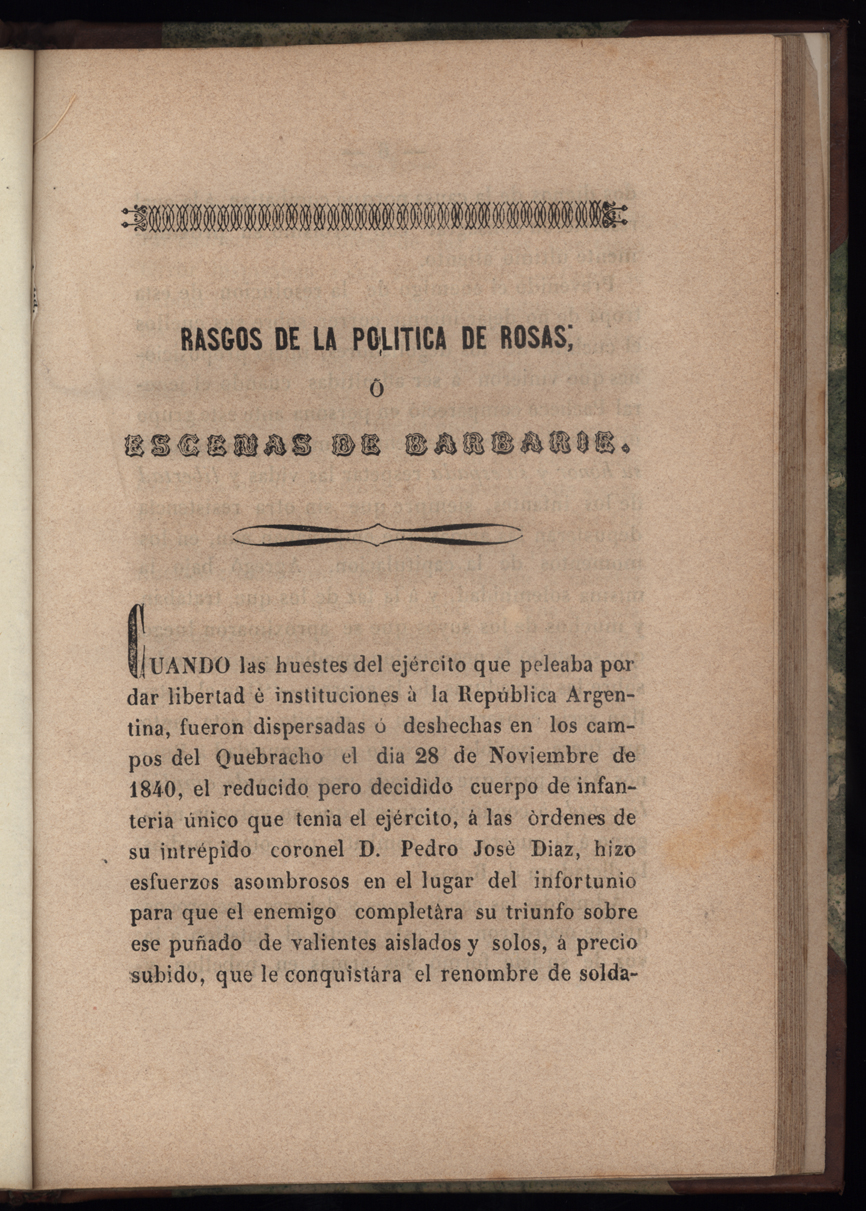 RASGOS DE LA POLITICA DE ROSAS;
Ó
ESCENAS DE BARBARIE.
CUANDO las huestes del ejército que peleaba por
dar libertad è instituciones à la Repùblica Argen-
tina, fueron dispersadas ó deshechas en los cam-
pos del Quebracho el dia 28 de Noviembre de
1840, el reducido pero decidido cuerpo de infan-
teria ùnico que tenia el ejército, á las òrdenes de
su intrépido coronel D. Pedro Josè Diaz, hizo
esfuerzos asombrosos en el lugar del infortunio
para que el enemigo completàra su triunfo sobre
ese puñado de valientes aislados y solos, á precio
subido, que le conquistára el renombre de solda-